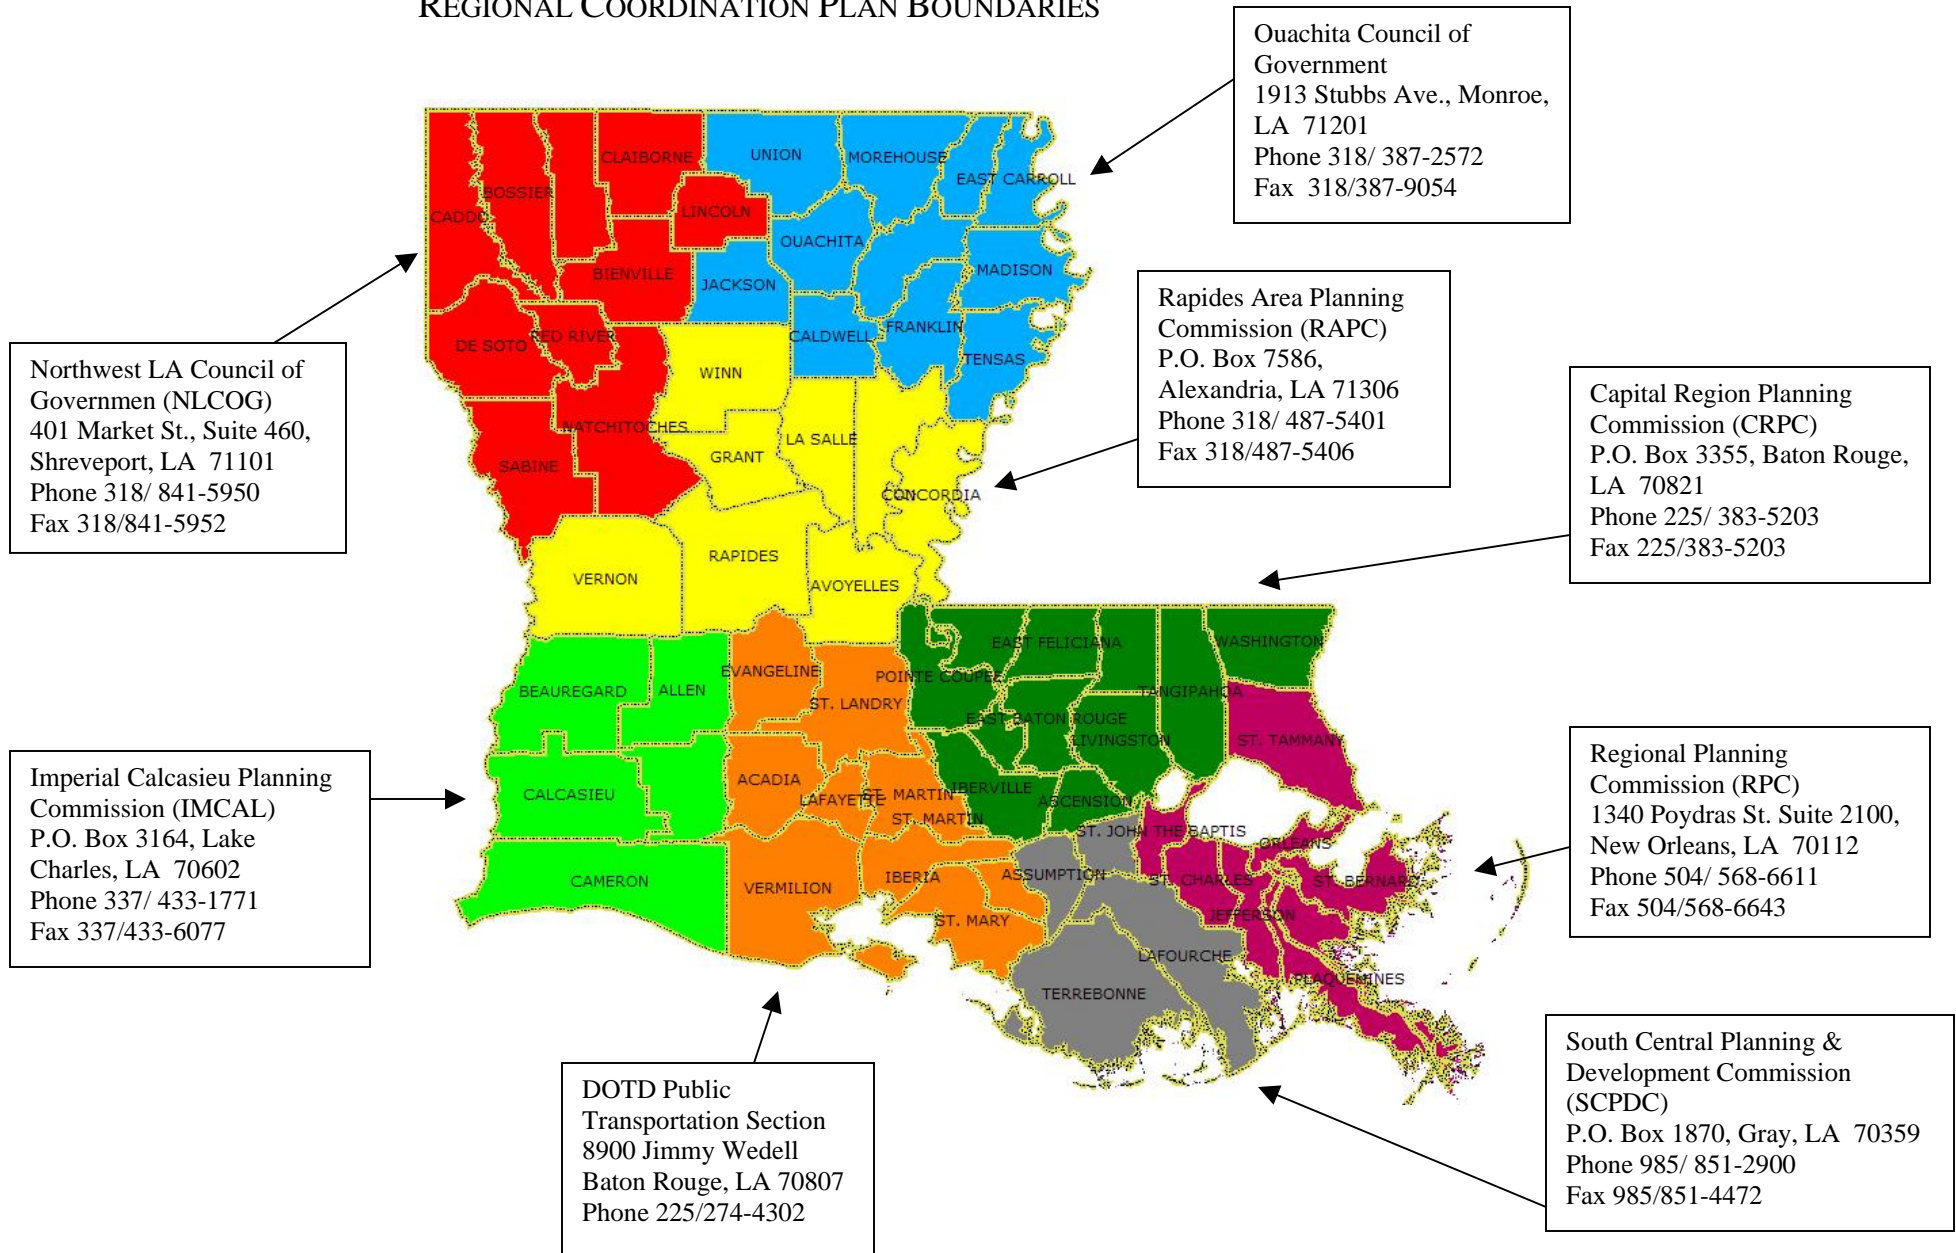 REGIONAL COORDINATION PLAN BOUNDARIES
Ouachita Council of
Government
1913 Stubbs Ave., Monroe,
LA 71201
Phone 318/ 387-2572
Fax 318/387-9054
Rapides Area Planning
Commission (RAPC)
P.O. Box 7586,
Alexandria, LA 71306
Phone 318/ 487-5401
Fax 318/487-5406
Northwest LA Council of
Governmen (NLCOG)
401 Market St., Suite 460,
Shreveport, LA 71101
Phone 318/ 841-5950
Fax 318/841-5952
Capital Region Planning
Commission (CRPC)
P.O. Box 3355, Baton Rouge,
LA 70821
Phone 225/ 383-5203
Fax 225/383-5203
Imperial Calcasieu Planning
Commission (IMCAL)
P.O. Box 3164, Lake
Charles, LA 70602
Phone 337/ 433-1771
Fax 337/433-6077
Regional Planning
Commission (RPC)
1340 Poydras St. Suite 2100,
New Orleans, LA 70112
Phone 504/ 568-6611
Fax 504/568-6643
DOTD Public
Transportation Section
8900 Jimmy Wedell
Baton Rouge, LA 70807
Phone 225/274-4302
South Central Planning &
Development Commission
(SCPDC)
P.O. Box 1870, Gray, LA 70359
Phone 985/ 851-2900
Fax 985/851-4472
CLAIBORNE
UNION
MOREHOUSE
EAST CARROLL
BOSSIER
CADDO
LINCOLN
OUACHITA
BIENVILLE
JACKSON
MADISON
DE SOTO
RED RIVER
CALDWELL
FRANKLIN
TENSAS
WINN
NATCHITOCHES
LA SALLE
GRANT
SABINE
CONCORDIA
RAPIDES
VERNON
AVOYELLES
EAST FELICIANA
WASHINGTON
EVANGELINE
POINTE COUPEE
BEAUREGARD
ALLEN
TANGIPAHOA
ST. LANDRY
EAST BATON ROUGE
LIVINGSTON
ST. TAMMANY
ACADIA
CALCASIEU
LAFAYETTE
ST. MARTIN
IBERVILLE
ASCENSION
ST. MARTIN
ST. JOHN THE BAPTIS
ORLEANS
CAMERON
VERMILION
IBERIA
ASSUMPTION
ST. CHARLES
ST. BERNARD
ST. MARY
JEFFERSON
LAFOURCHE
PLAQUEMINES
TERREBONNE